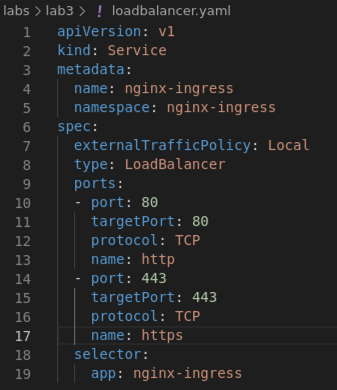 labs > lab3 > ! loadbalancer.yaml
1 apiVersion: v1
2 kind: Service
3 metadata:
4   name: nginx-ingress
5   namespace: nginx-ingress
6 spec:
7   externalTrafficPolicy: Local
8   type: LoadBalancer
9   ports:
10   - port: 80
11     targetPort: 80
12     protocol: TCP
13     name: http
14   - port: 443
15     targetPort: 443
16     protocol: TCP
17     name: https
18   selector:
19     app: nginx-ingress